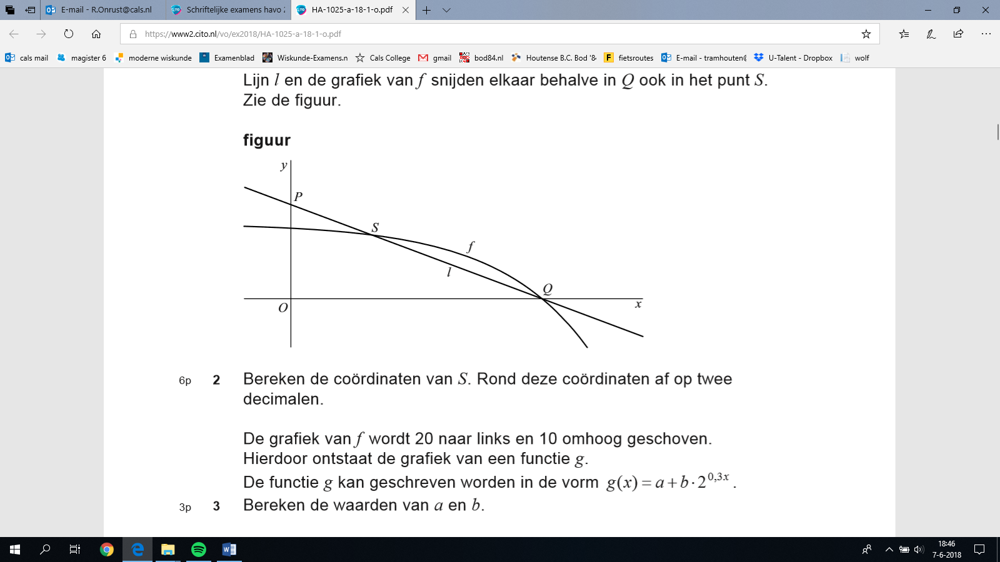 E-mail - R.Onrust@cals.nl
Schriftelijke examens havo 2
HA-1025-a-18-1-o.pdf
https://www2.cito.nl/vo/ex2018/HA-1025-a-18-1-o.pdf
cals mail
magister 6
moderne wiskunde
Examenblad
Wiskunde-Examens.n
Cals College
gmail
bod84.nl
Houtense B.C. Bod '84
fietsroutes
E-mail - tramhouten@
U-Talent - Dropbox
wolf
Lijn l en de grafiek van f snijden elkaar behalve in Q ook in het punt S.
Zie de figuur.
figuur
y
P
S
f
l
Q
O
x
6p 2 Bereken de coördinaten van S. Rond deze coördinaten af op twee
decimalen.
De grafiek van f wordt 20 naar links en 10 omhoog geschoven.
Hierdoor ontstaat de grafiek van een functie g.
De functie g kan geschreven worden in de vorm g(x) = a + b · 2^{0,3x}.
3p 3 Bereken de waarden van a en b.
18:46
7-6-2018